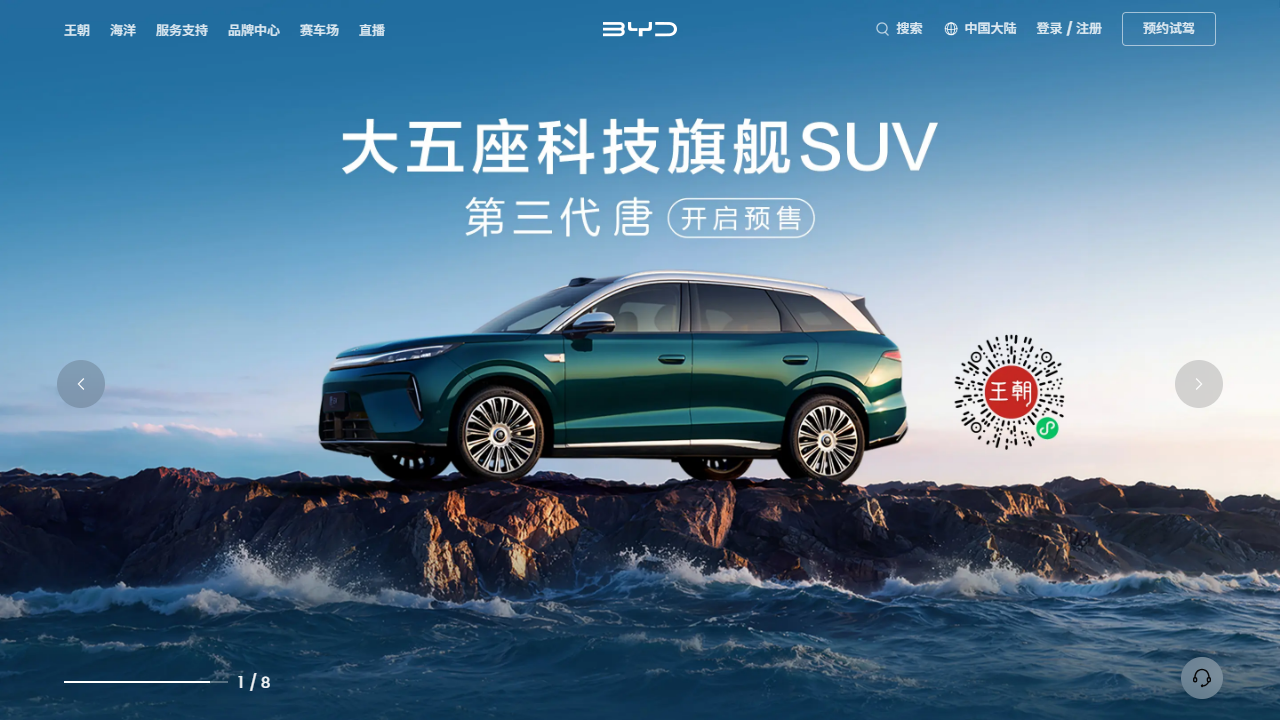 王朝 海洋 服务支持 品牌中心 赛车场 直播 BYD 搜索 中国大陆 登录 / 注册 预约试驾
大五座科技旗舰SUV
第三代 唐 开启预售
王朝
1 / 8